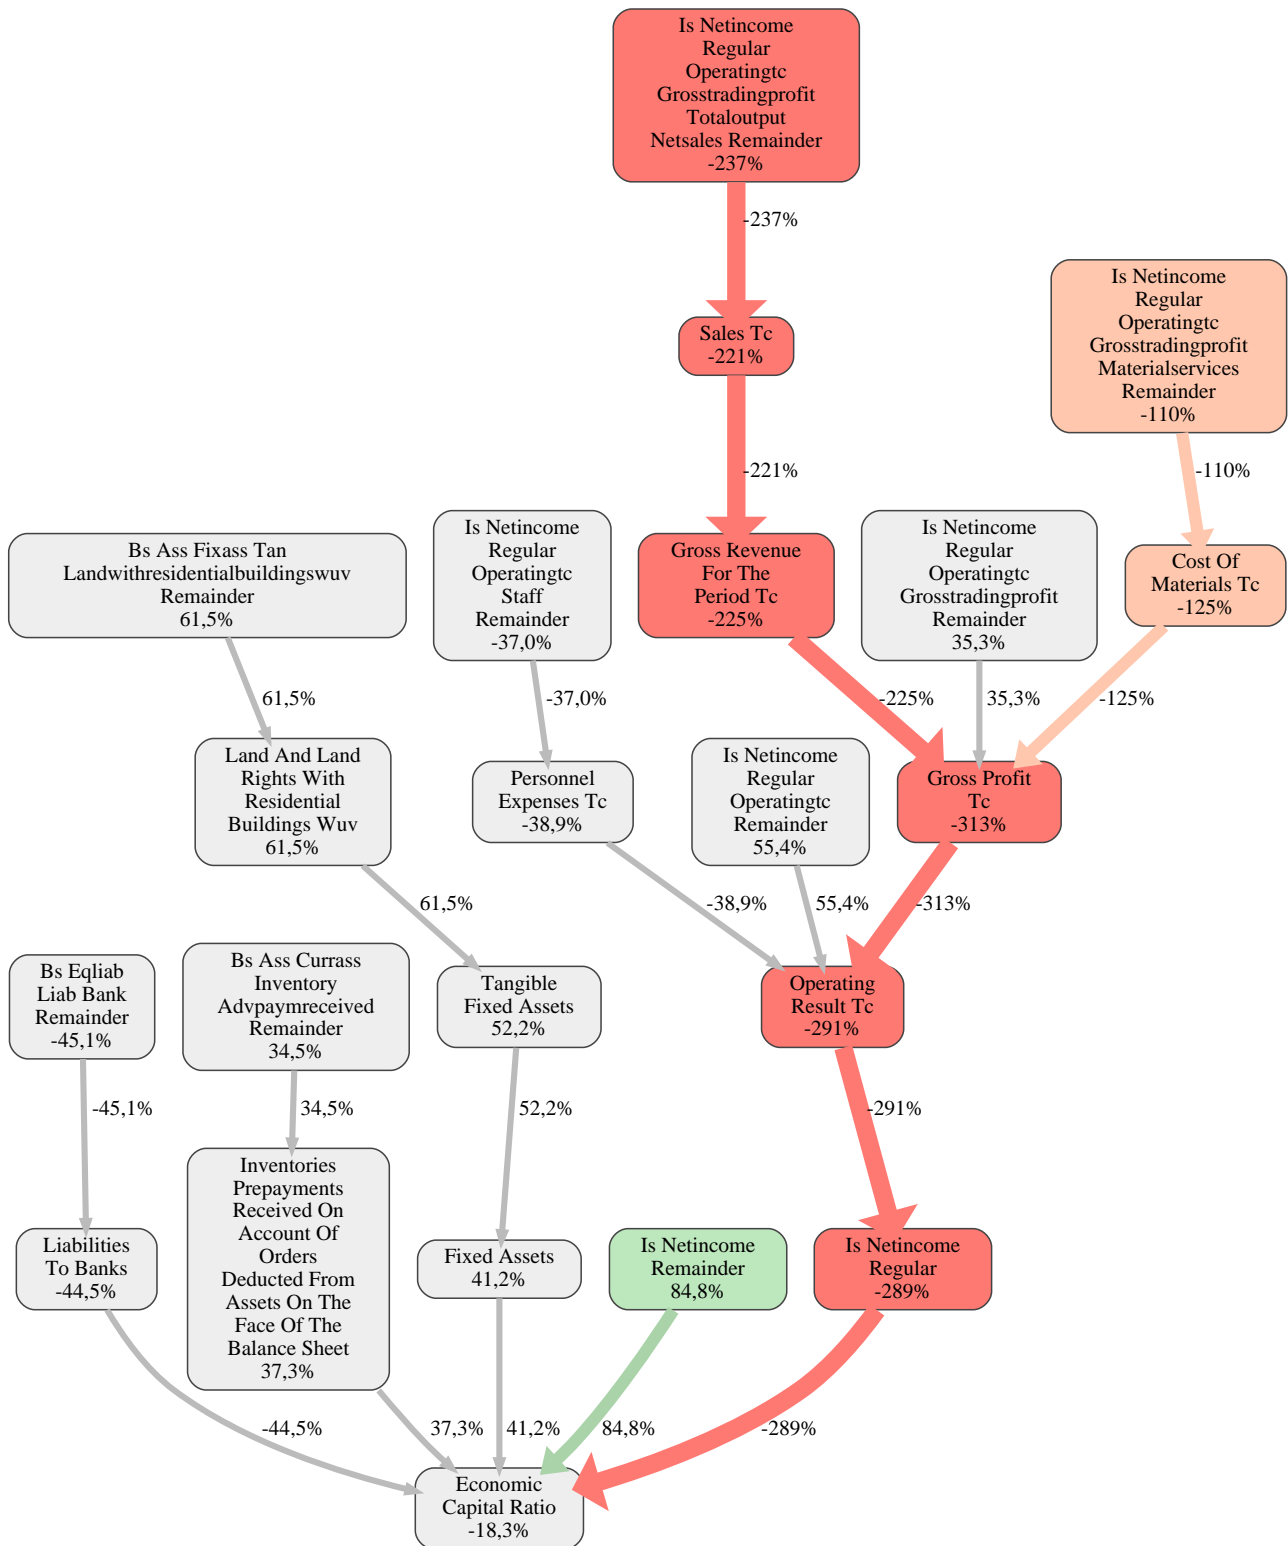 Is Netincome
Regular
Operatingtc
Grosstradingprofit
Totaloutput
Netsales Remainder
-237%
-237%
Is Netincome
Regular
Operatingtc
Grosstradingprofit
Materialservices
Remainder
-110%
Sales Tc
-221%
-221%
-110%
Bs Ass Fixass Tan
Landwithresidentialbuildingswuv
Remainder
61,5%
Is Netincome
Regular
Operatingtc
Staff
Remainder
-37,0%
Gross Revenue
For The
Period Tc
-225%
Is Netincome
Regular
Operatingtc
Grosstradingprofit
Remainder
35,3%
Cost Of
Materials Tc
-125%
61,5%
-37,0%
-225%
35,3%
-125%
Land And Land
Rights With
Residential
Buildings Wuv
61,5%
Personnel
Expenses Tc
-38,9%
Is Netincome
Regular
Operatingtc
Remainder
55,4%
Gross Profit
Tc
-313%
61,5%
-38,9%
55,4%
-313%
Bs Eqliab
Liab Bank
Remainder
-45,1%
Bs Ass Currass
Inventory
Advpaymreceived
Remainder
34,5%
Tangible
Fixed Assets
52,2%
Operating
Result Tc
-291%
-45,1%
34,5%
52,2%
-291%
Liabilities
To Banks
-44,5%
Inventories
Prepayments
Received On
Account Of
Orders
Deducted From
Assets On The
Face Of The
Balance Sheet
37,3%
Fixed Assets
41,2%
Is Netincome
Remainder
84,8%
Is Netincome
Regular
-289%
-44,5%
37,3%
41,2%
84,8%
-289%
Economic
Capital Ratio
-18,3%